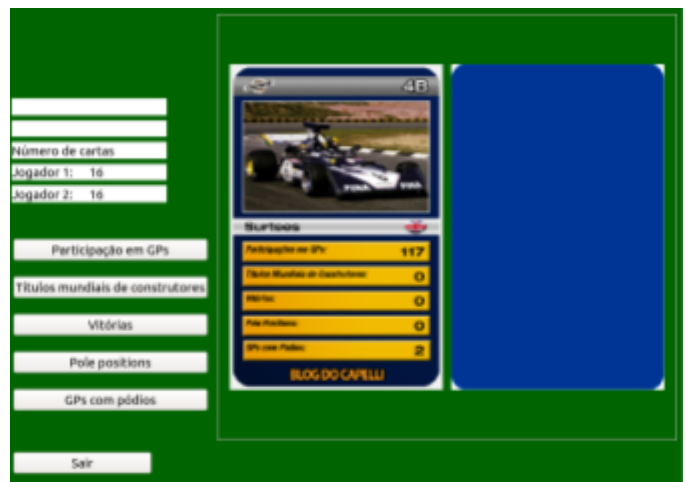 Número de cartas
Jogador 1: 16
Jogador 2: 16
Participação em GPs
Títulos mundiais de construtores
Vitórias
Pole positions
GPs com pódios
Sair
4B
Surtees
Participações em GPs: 117
Títulos Mundiais de Construtores: 0
Vitórias: 0
Pole Positions: 0
GPs com Pódios: 2
BLOG DO CAPELLI